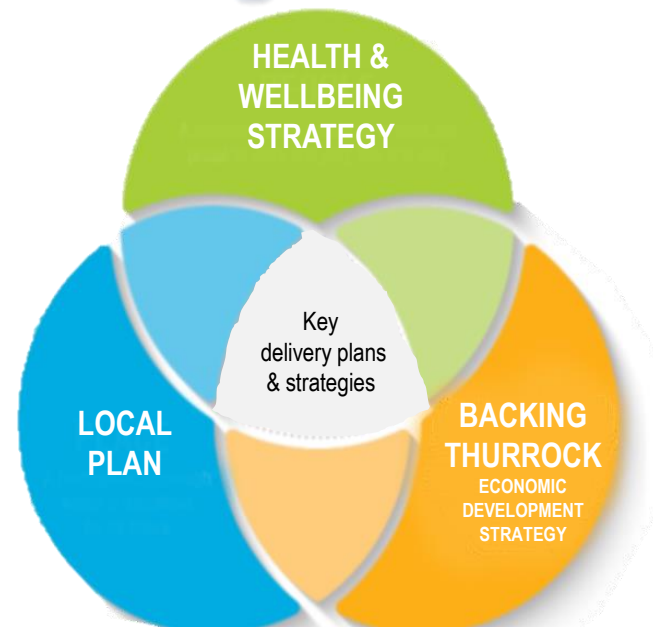 HEALTH &
WELLBEING
STRATEGY
Key
delivery plans
& strategies
LOCAL
PLAN
BACKING
THURROCK
ECONOMIC
DEVELOPMENT
STRATEGY